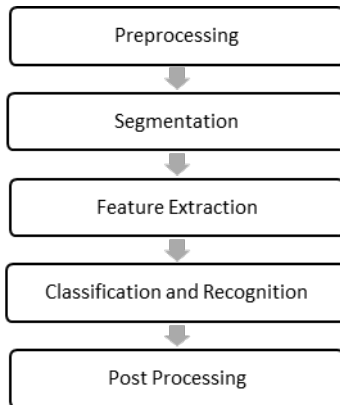 Preprocessing
Segmentation
Feature Extraction
Classification and Recognition
Post Processing